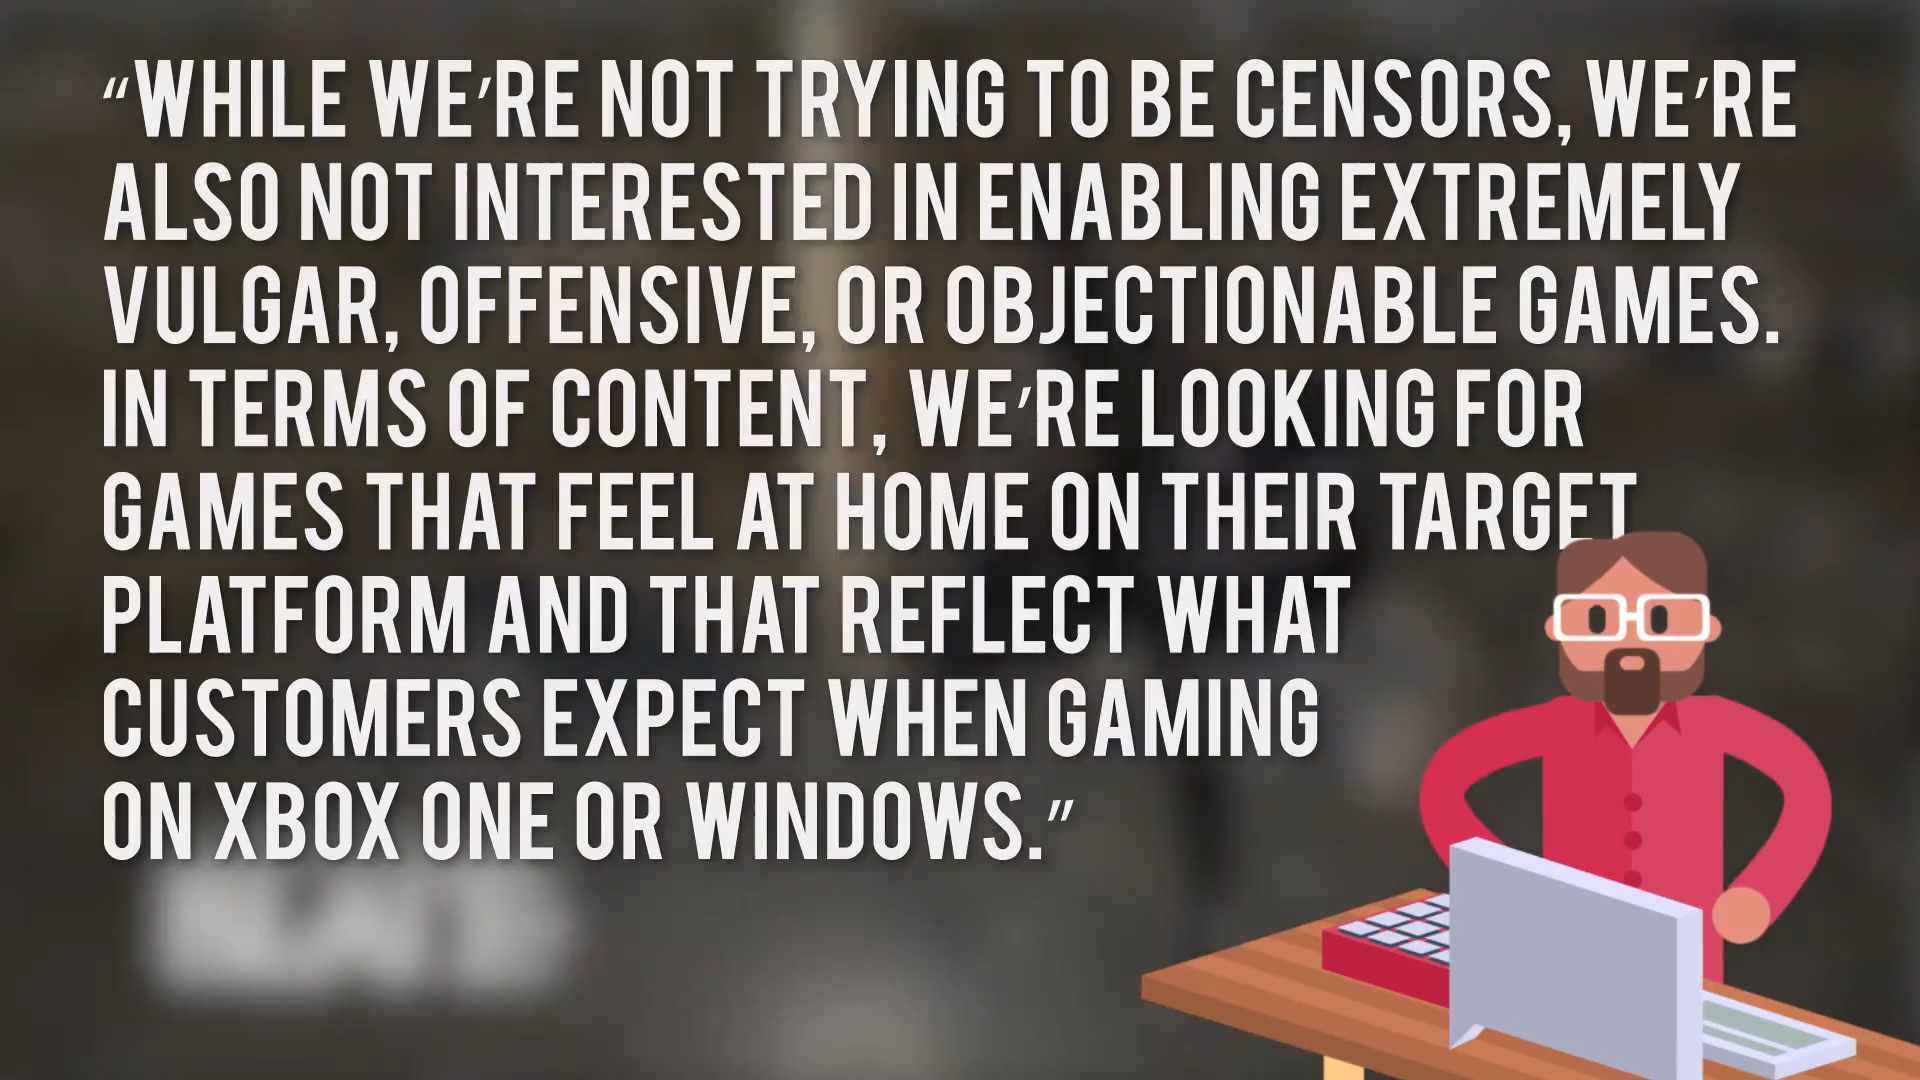 “WHILE WE’RE NOT TRYING TO BE CENSORS, WE’RE
ALSO NOT INTERESTED IN ENABLING EXTREMELY
VULGAR, OFFENSIVE, OR OBJECTIONABLE GAMES.
IN TERMS OF CONTENT, WE’RE LOOKING FOR
GAMES THAT FEEL AT HOME ON THEIR TARGET
PLATFORM AND THAT REFLECT WHAT
CUSTOMERS EXPECT WHEN GAMING
ON XBOX ONE OR WINDOWS.”